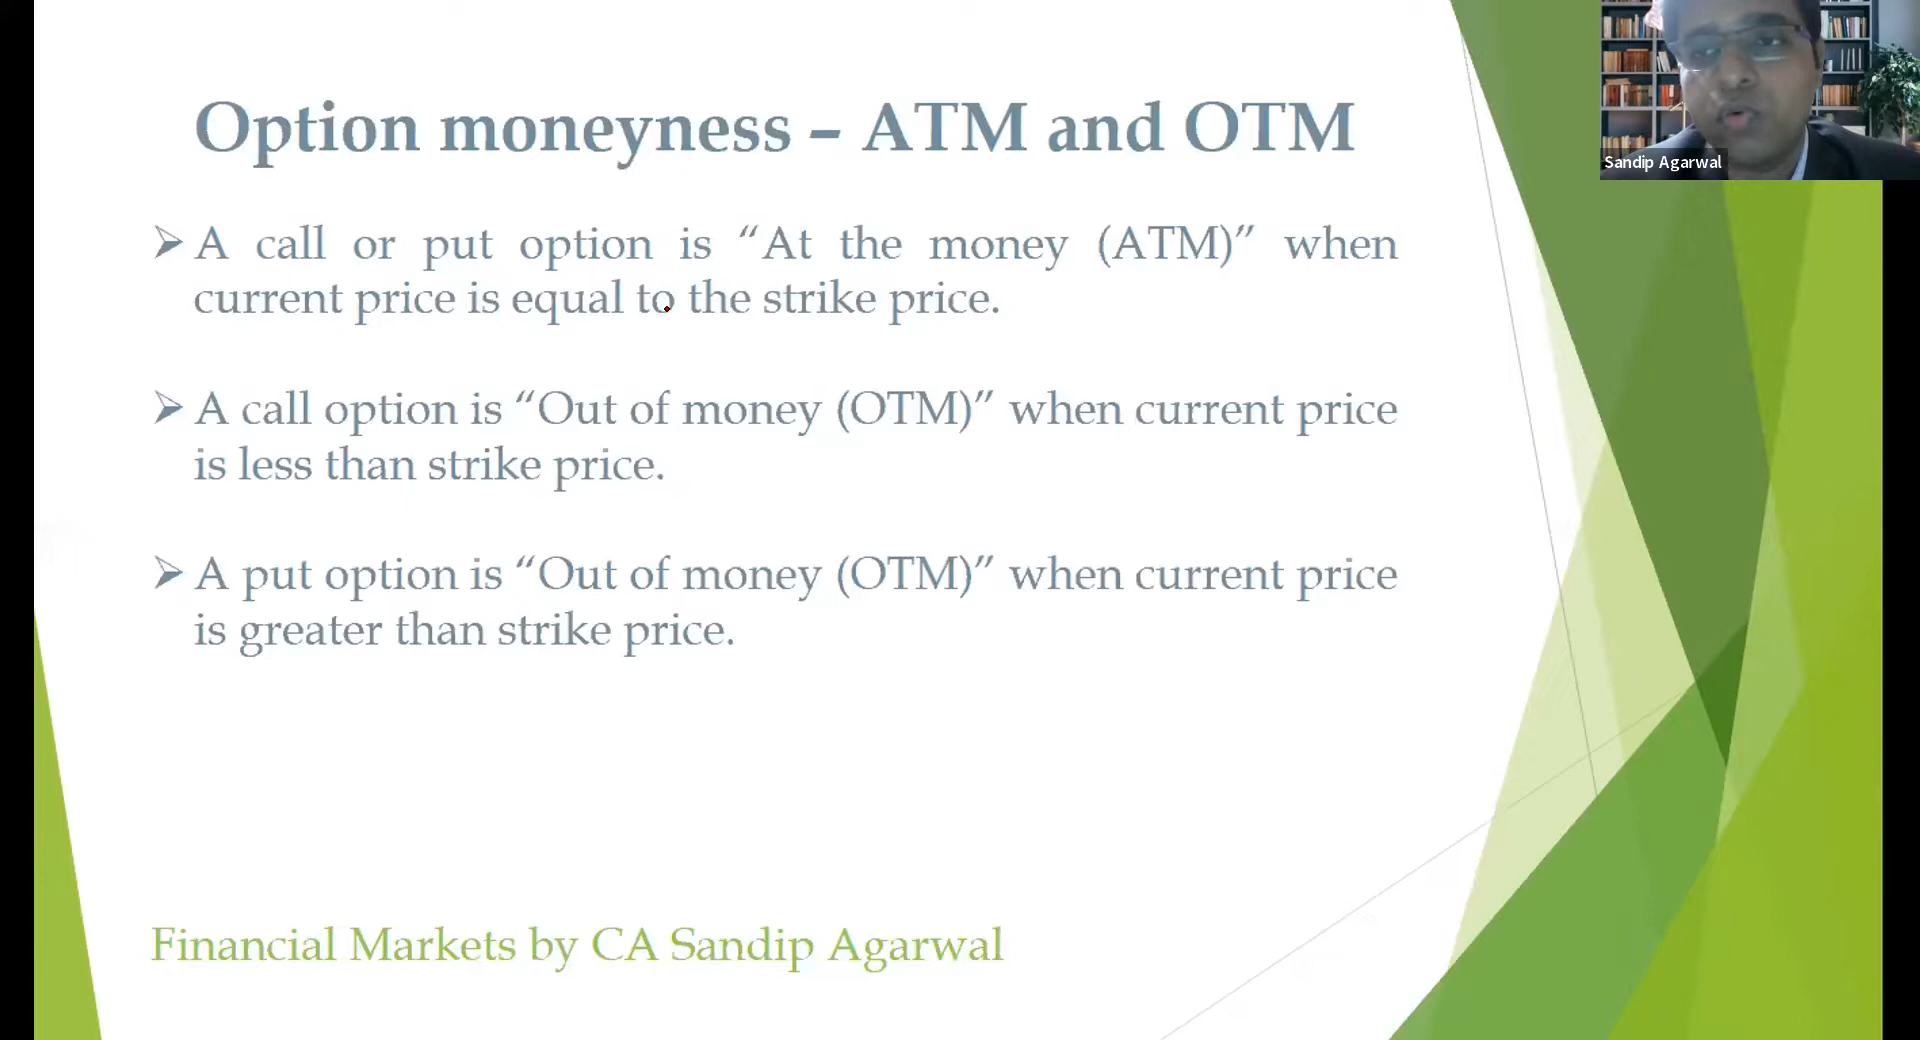 Option moneyness – ATM and OTM
Sandip Agarwal
➢ A call or put option is “At the money (ATM)” when
current price is equal to the strike price.
➢ A call option is “Out of money (OTM)” when current price
is less than strike price.
➢ A put option is “Out of money (OTM)” when current price
is greater than strike price.
Financial Markets by CA Sandip Agarwal